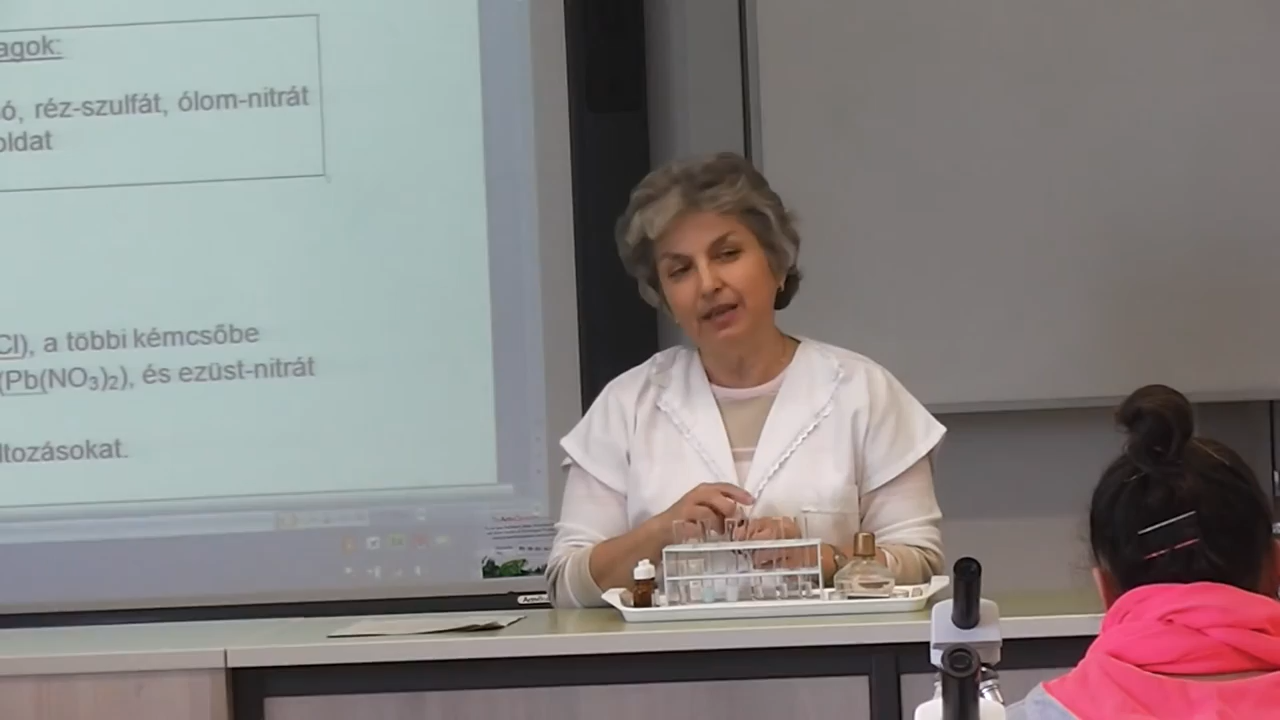 agok:
ó, réz-szulfát, ólom-nitrát
oldat
Cl), a többi kémcsőbe
(Pb(NO₃)₂), és ezüst-nitrát
ltozásokat.